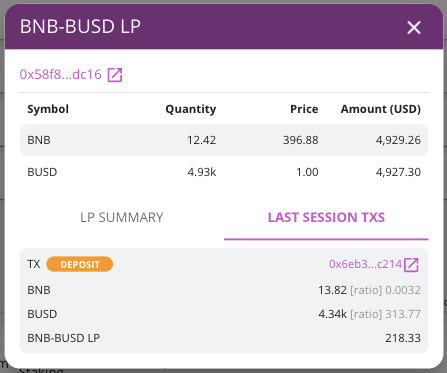 BNB-BUSD LP
0x58f8...dc16
Symbol Quantity Price Amount (USD)
BNB 12.42 396.88 4,929.26
BUSD 4.93k 1.00 4,927.30
LP SUMMARY LAST SESSION TXS
TX DEPOSIT 0x6eb3...c214
BNB 13.82 [ratio] 0.0032
BUSD 4.34k [ratio] 313.77
BNB-BUSD LP 218.33
Staking